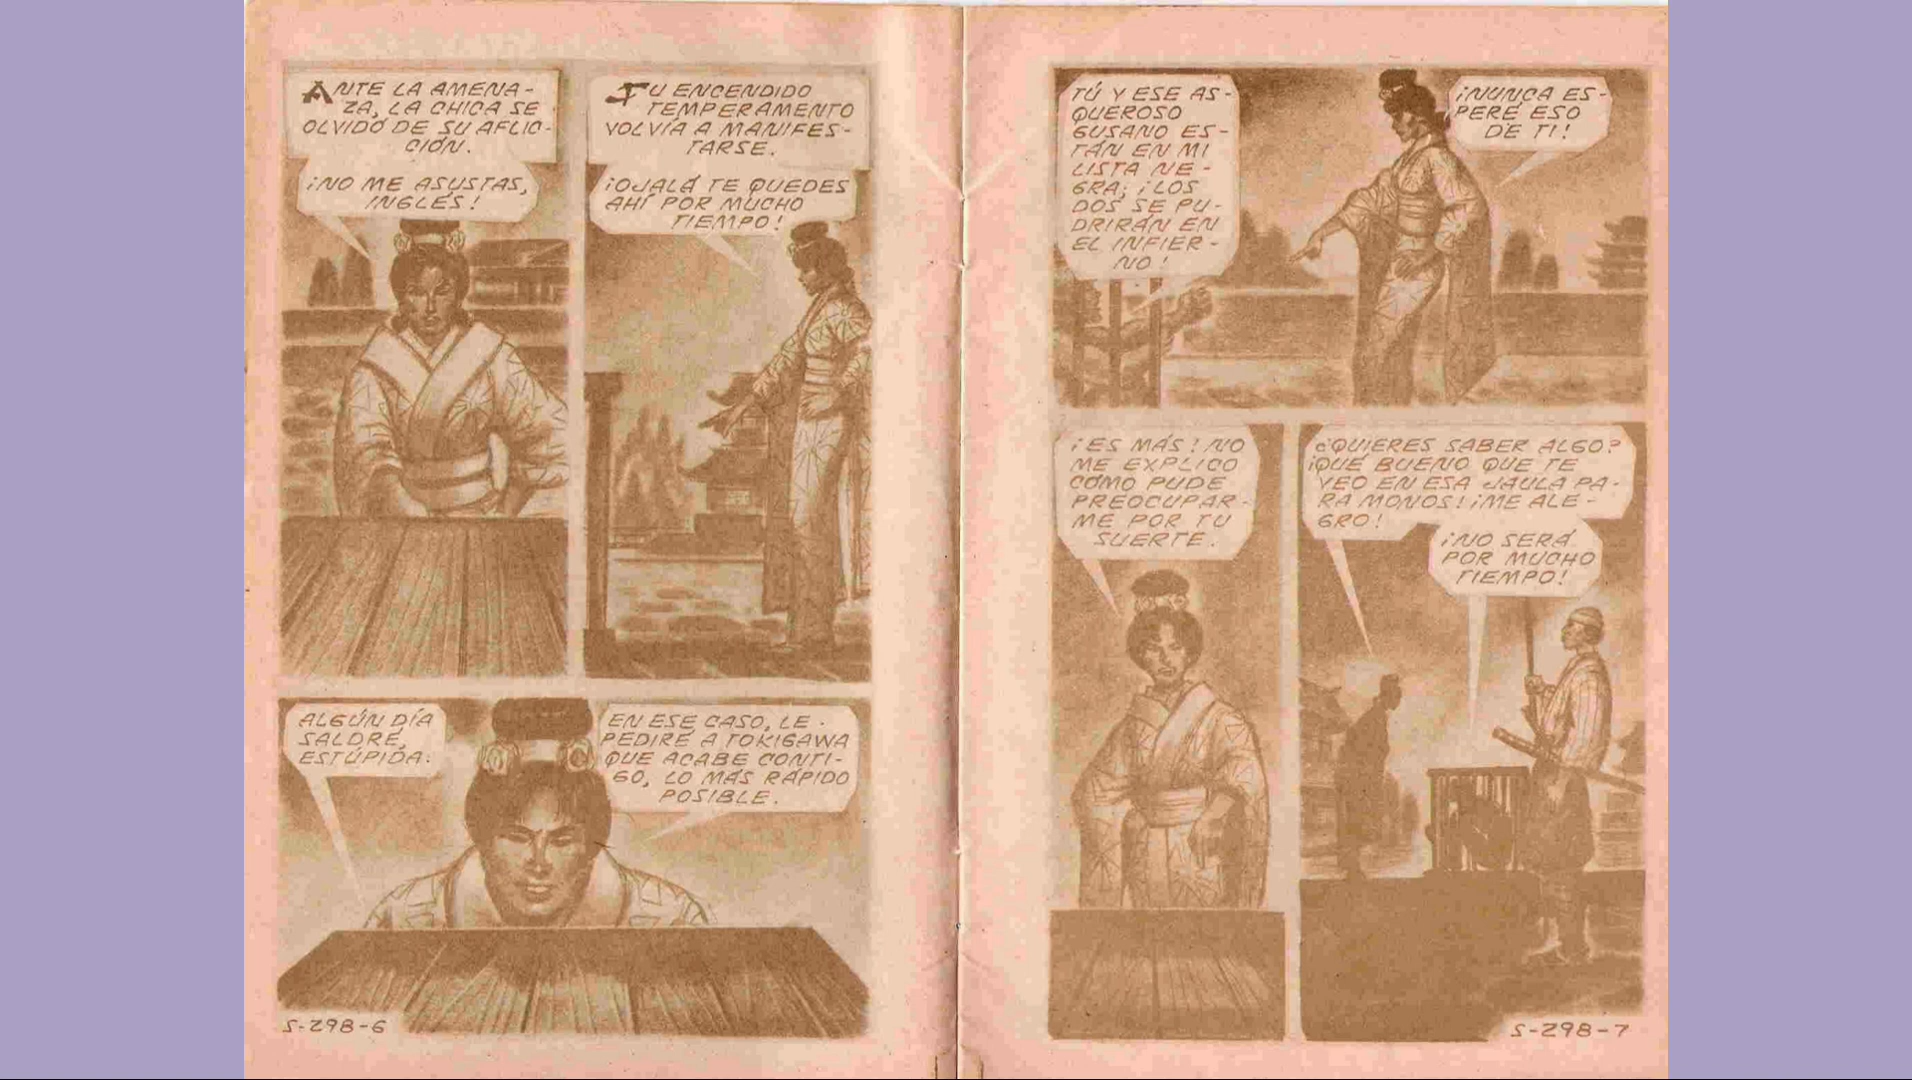 ANTE LA AMENA-
ZA, LA CHICA SE
OLVIDÓ DE SU AFLIC-
CIÓN.
¡NO ME ASUSTAS,
INGLÉS!
SU ENCENDIDO
TEMPERAMENTO
VOLVÍA A MANIFES-
TARSE.
¡OJALÁ TE QUEDES
AHÍ POR MUCHO
TIEMPO!
ALGÚN DÍA
SALDRÉ,
ESTÚPIDA.
EN ESE CASO, LE
PEDIRÉ A TOKIGAWA
QUE ACABE CONTI-
GO, LO MÁS RÁPIDO
POSIBLE.
S-298-6
TÚ Y ESE AS-
QUEROSO
GUSANO ES-
TÁN EN MI
LISTA NE-
GRA; ¡LOS
DOS SE PU-
DRIRÁN EN
EL INFIER-
NO!
¡NUNCA ES-
PERÉ ESO
DE TI!
¡ES MÁS! NO
ME EXPLICO
CÓMO PUDE
PREOCUPAR-
ME POR TU
SUERTE.
¿QUIERES SABER ALGO?
¡QUÉ BUENO QUE TE
VEO EN ESA JAULA PA-
RA MONOS! ¡ME ALE-
GRO!
¡NO SERÁ
POR MUCHO
TIEMPO!
S-298-7